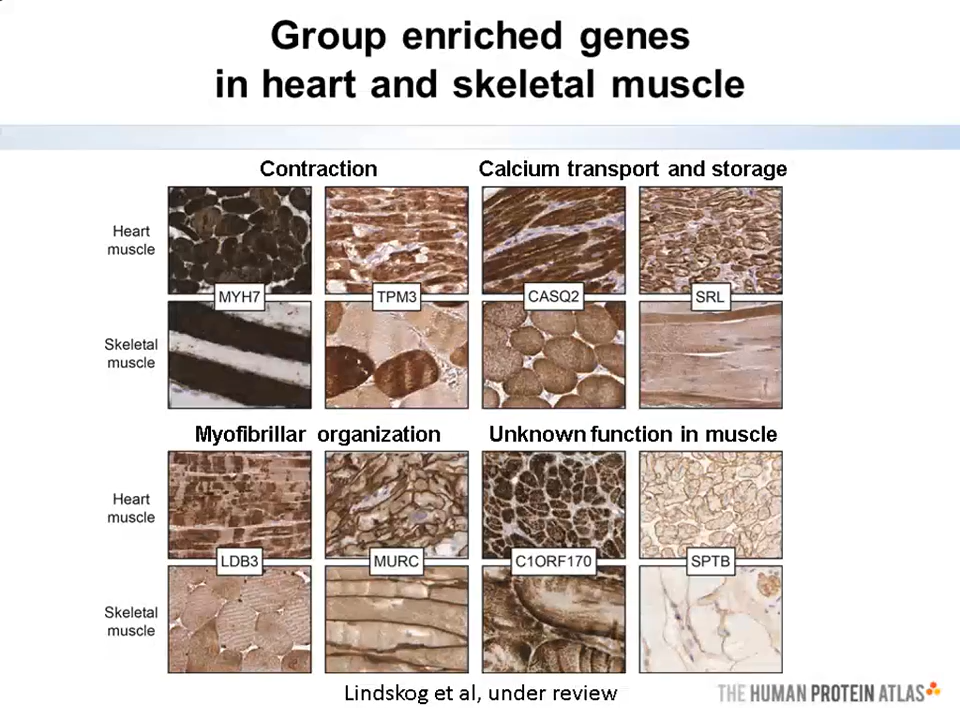 Group enriched genes
in heart and skeletal muscle
Contraction
Calcium transport and storage
Heart
muscle
MYH7
TPM3
CASQ2
SRL
Skeletal
muscle
Myofibrillar organization
Unknown function in muscle
Heart
muscle
LDB3
MURC
C1ORF170
SPTB
Skeletal
muscle
Lindskog et al, under review
THE HUMAN PROTEIN ATLAS